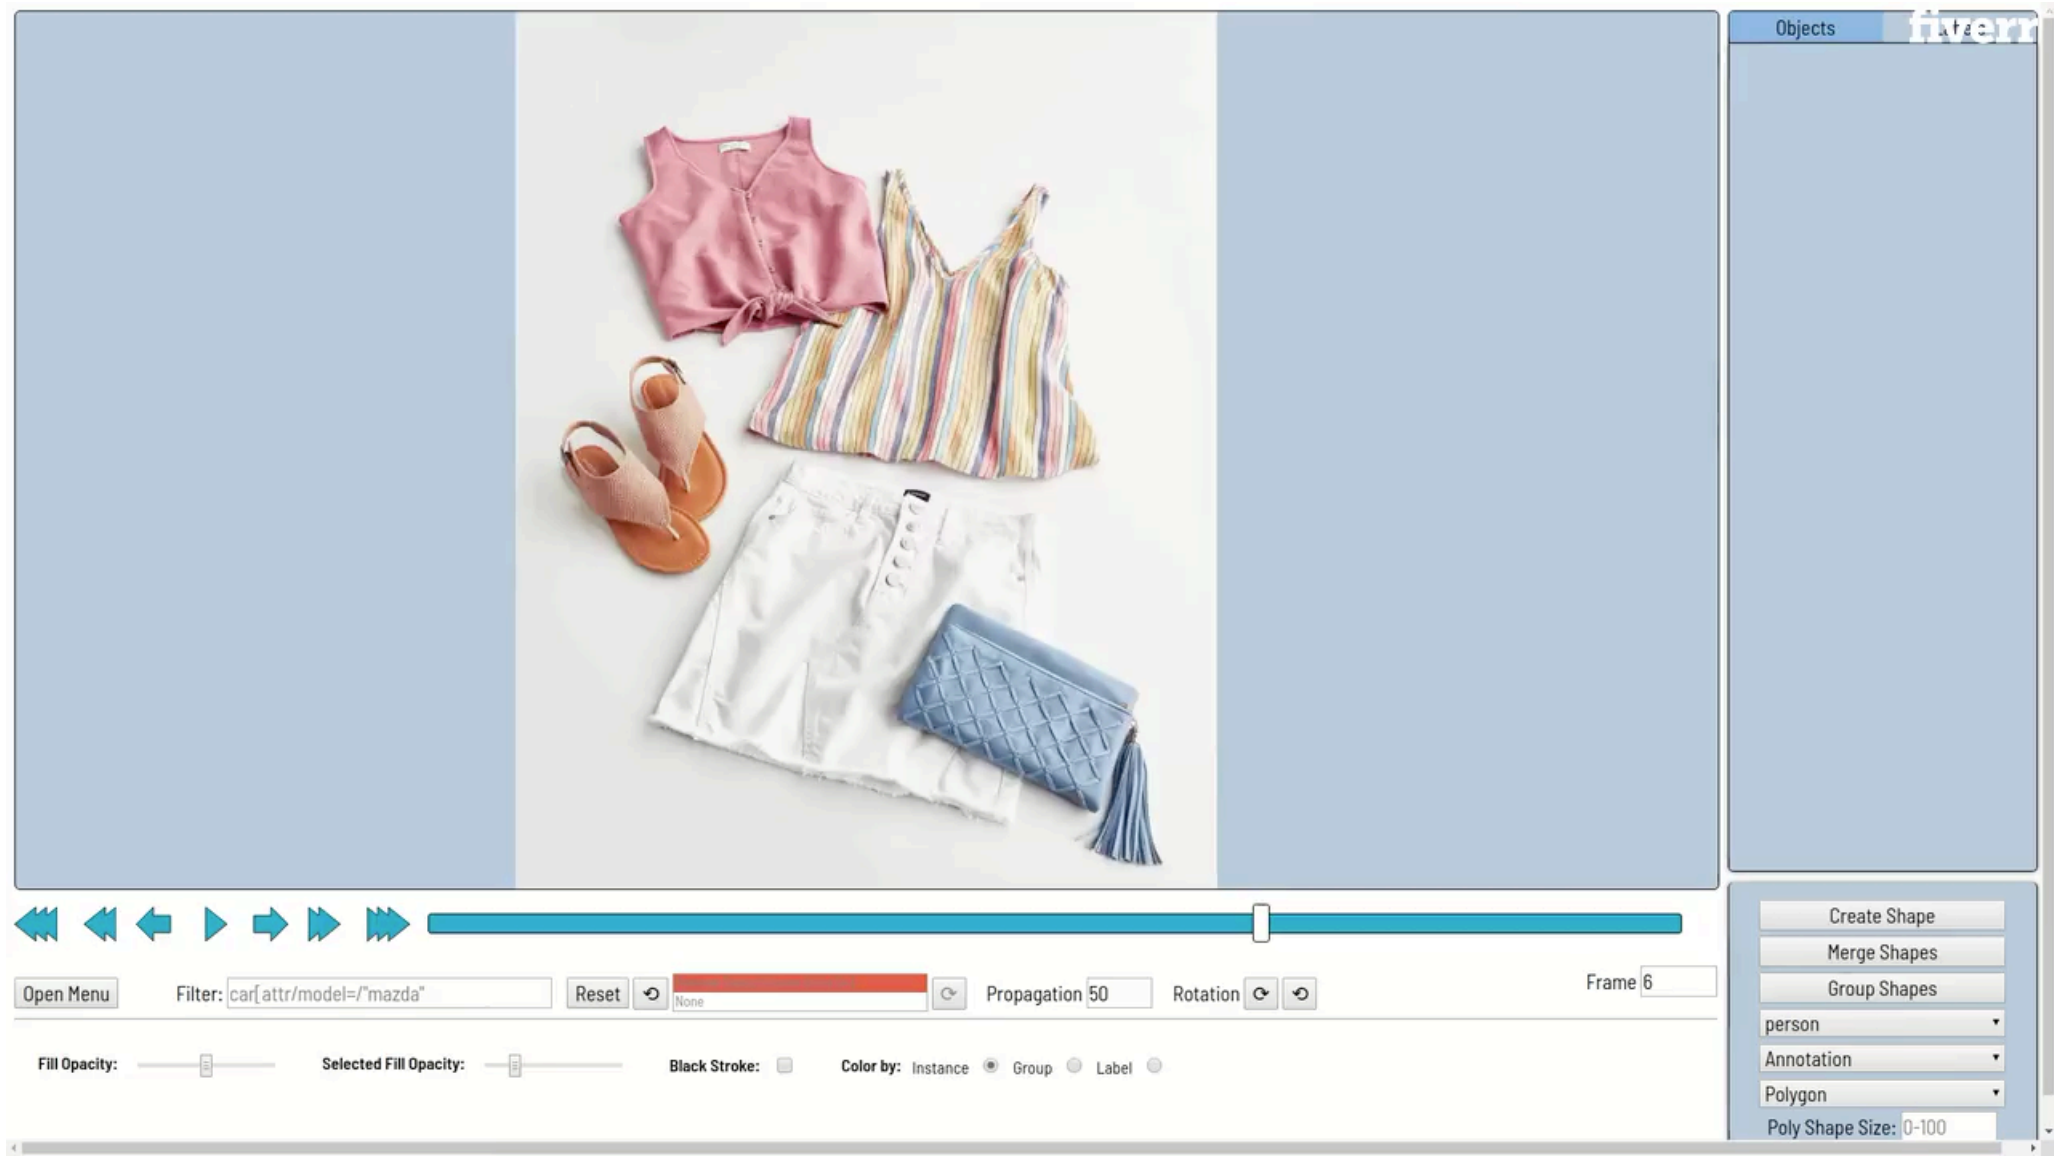 Objects
fiverr
Create Shape
Merge Shapes
Group Shapes
person
Annotation
Polygon
Poly Shape Size: 0-100
Open Menu
Filter: car[attr/model=/"mazda"
Reset
None
Propagation 50
Rotation
Frame 6
Fill Opacity:
Selected Fill Opacity:
Black Stroke:
Color by: Instance Group Label